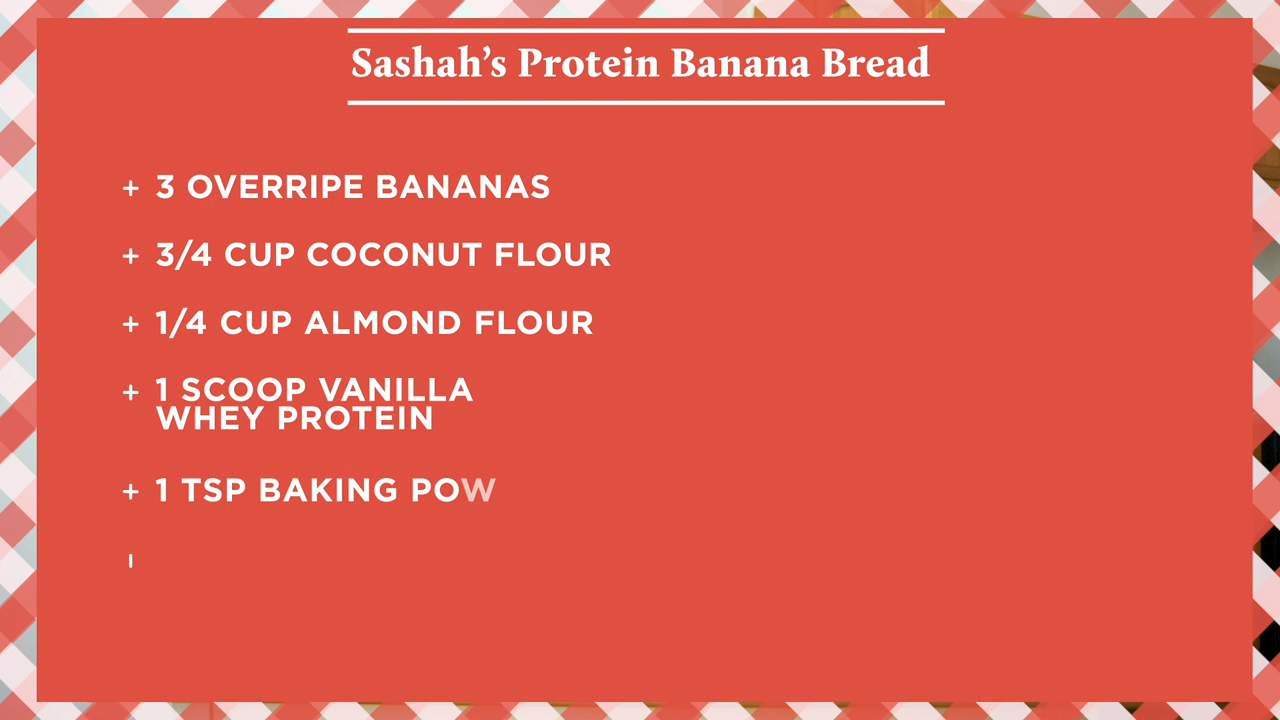 Sashah's Protein Banana Bread
+ 3 OVERRIPE BANANAS
+ 3/4 CUP COCONUT FLOUR
+ 1/4 CUP ALMOND FLOUR
+ 1 SCOOP VANILLA
WHEY PROTEIN
+ 1 TSP BAKING POW